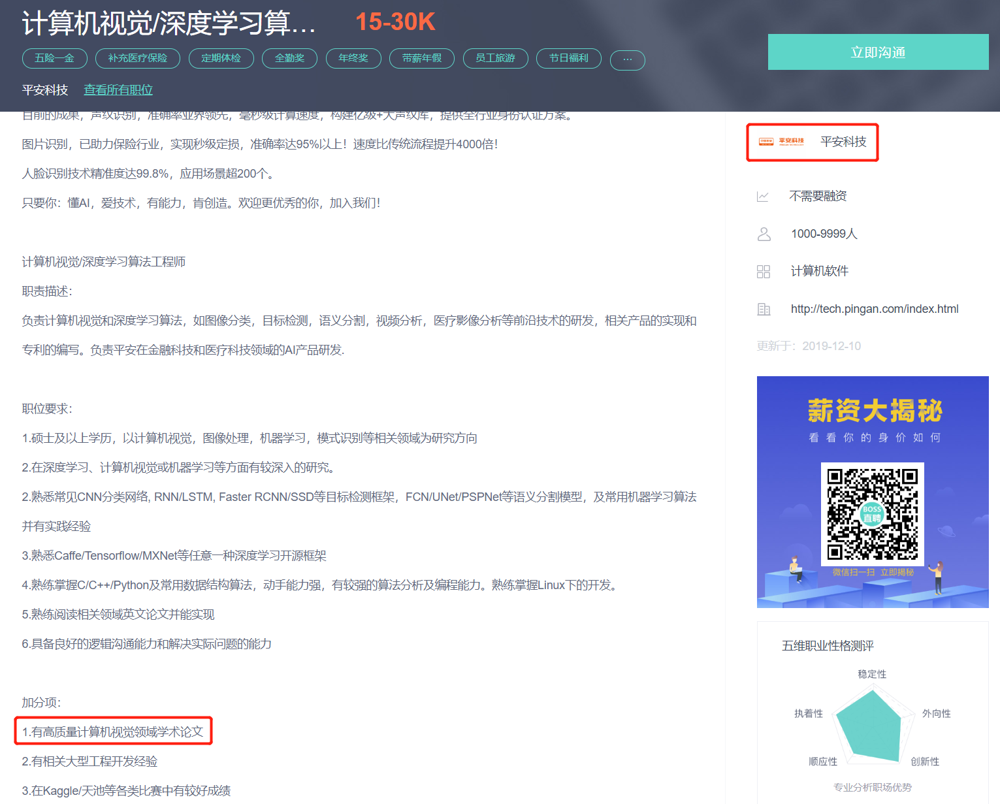 计算机视觉/深度学习算... 15-30K
五险一金 补充医疗保险 定期体检 全勤奖 年终奖 带薪年假 员工旅游 节日福利 ...
立即沟通
平安科技 查看所有职位
目前的成果，声纹识别，准确率业界领先，毫秒级计算速度，构建亿级+大声纹库，提供全行业身份认证方案。
图片识别，已助力保险行业，实现秒级定损，准确率达95%以上！速度比传统流程提升4000倍！
人脸识别技术精准度达99.8%，应用场景超200个。
只要你：懂AI，爱技术，有能力，肯创造。欢迎更优秀的你，加入我们！
计算机视觉/深度学习算法工程师
职责描述：
负责计算机视觉和深度学习算法，如图像分类，目标检测，语义分割，视频分析，医疗影像分析等前沿技术的研发，相关产品的实现和
专利的编写。负责平安在金融科技和医疗科技领域的AI产品研发.
职位要求：
1.硕士及以上学历，以计算机视觉，图像处理，机器学习，模式识别等相关领域为研究方向
2.在深度学习、计算机视觉或机器学习等方面有较深入的研究。
2.熟悉常见CNN分类网络, RNN/LSTM, Faster RCNN/SSD等目标检测框架，FCN/UNet/PSPNet等语义分割模型，及常用机器学习算法
并有实践经验
3.熟悉Caffe/Tensorflow/MXNet等任意一种深度学习开源框架
4.熟练掌握C/C++/Python及常用数据结构算法，动手能力强，有较强的算法分析及编程能力。熟练掌握Linux下的开发。
5.熟练阅读相关领域英文论文并能实现
6.具备良好的逻辑沟通能力和解决实际问题的能力
加分项：
1.有高质量计算机视觉领域学术论文
2.有相关大型工程开发经验
3.在Kaggle/天池等各类比赛中有较好成绩
平安科技 平安科技
不需要融资
1000-9999人
计算机软件
http://tech.pingan.com/index.html
更新于：2019-12-10
薪资大揭秘
看看你的身价如何
BOSS
直聘
微信扫一扫 立即揭秘
五维职业性格测评
稳定性
执着性 外向性
顺应性 创新性
专业分析职场优势